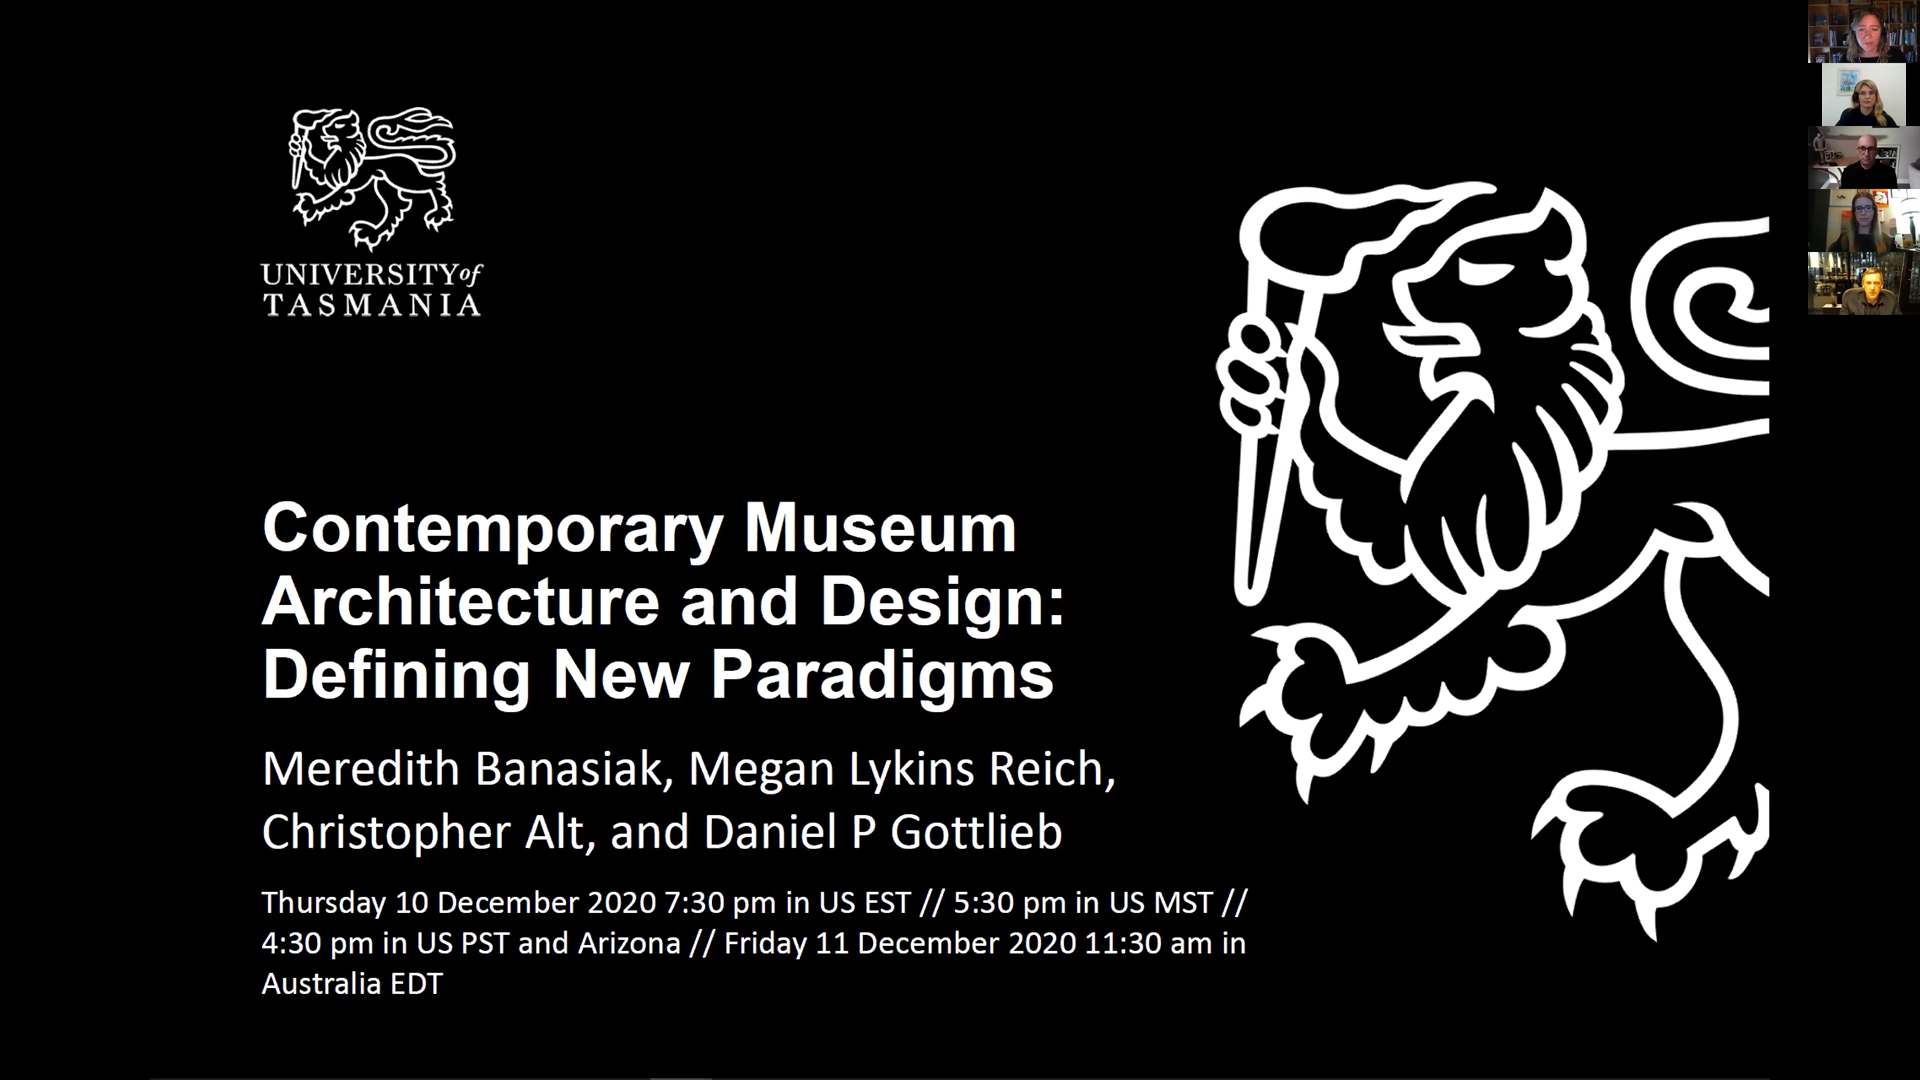 UNIVERSITY of
TASMANIA
Contemporary Museum
Architecture and Design:
Defining New Paradigms
Meredith Banasiak, Megan Lykins Reich,
Christopher Alt, and Daniel P Gottlieb
Thursday 10 December 2020 7:30 pm in US EST // 5:30 pm in US MST //
4:30 pm in US PST and Arizona // Friday 11 December 2020 11:30 am in
Australia EDT